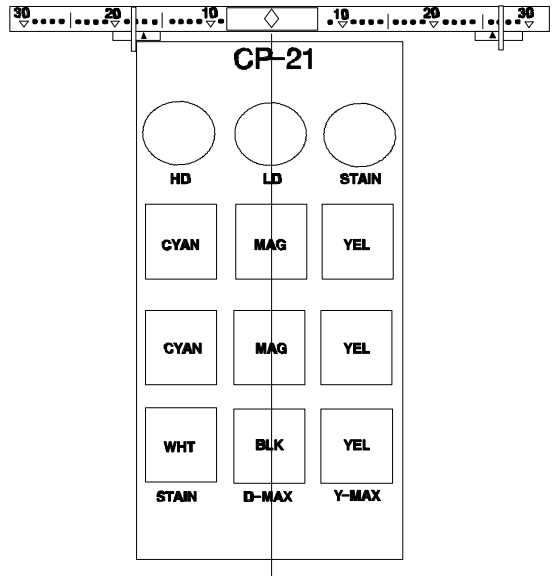 30 20 10 10 20 30
CP-21
HD LD STAIN
CYAN MAG YEL
CYAN MAG YEL
WHT BLK YEL
STAIN D-MAX Y-MAX